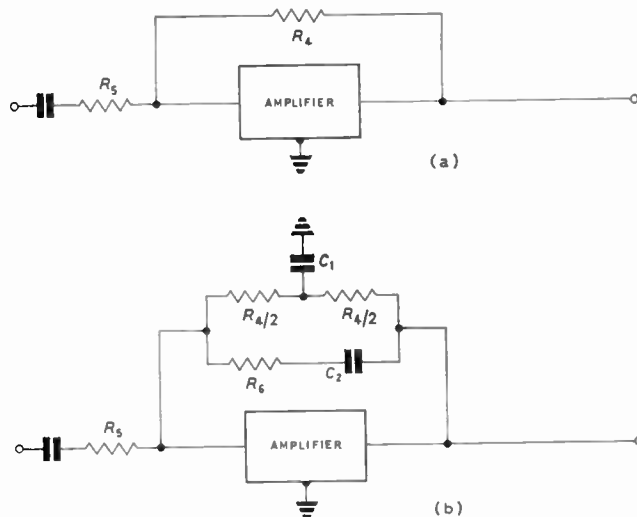 R₄
R₅
AMPLIFIER
(a)
C₁
R₄/2
R₄/2
R₆
C₂
R₅
AMPLIFIER
(b)